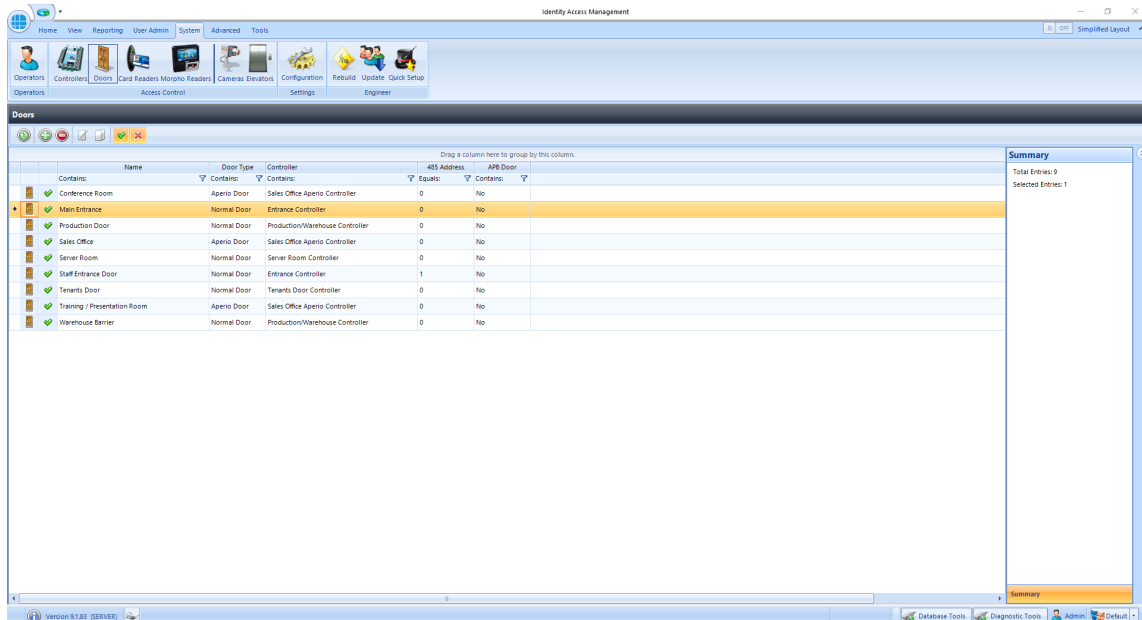 Identity Access Management
Home View Reporting User Admin System Advanced Tools
OFF Simplified Layout
Operators Controllers Doors Card Readers Morpho Readers Cameras Elevators Configuration Rebuild Update Quick Setup
Operators Access Control Settings Engineer
Doors
Drag a column here to group by this column.
Name Door Type Controller 485 Address APB Door
Contains: Contains: Contains: Equals: Contains:
Conference Room Aperio Door Sales Office Aperio Controller 0 No
Main Entrance Normal Door Entrance Controller 0 No
Production Door Normal Door Production/Warehouse Controller 0 No
Sales Office Aperio Door Sales Office Aperio Controller 0 No
Server Room Normal Door Server Room Controller 0 No
Staff Entrance Door Normal Door Entrance Controller 1 No
Tenants Door Normal Door Tenants Door Controller 0 No
Training / Presentation Room Aperio Door Sales Office Aperio Controller 0 No
Warehouse Barrier Normal Door Production/Warehouse Controller 0 No
Summary
Total Entries: 9
Selected Entries: 1
Summary
Version 9.1.83 (SERVER) Database Tools Diagnostic Tools Admin Default